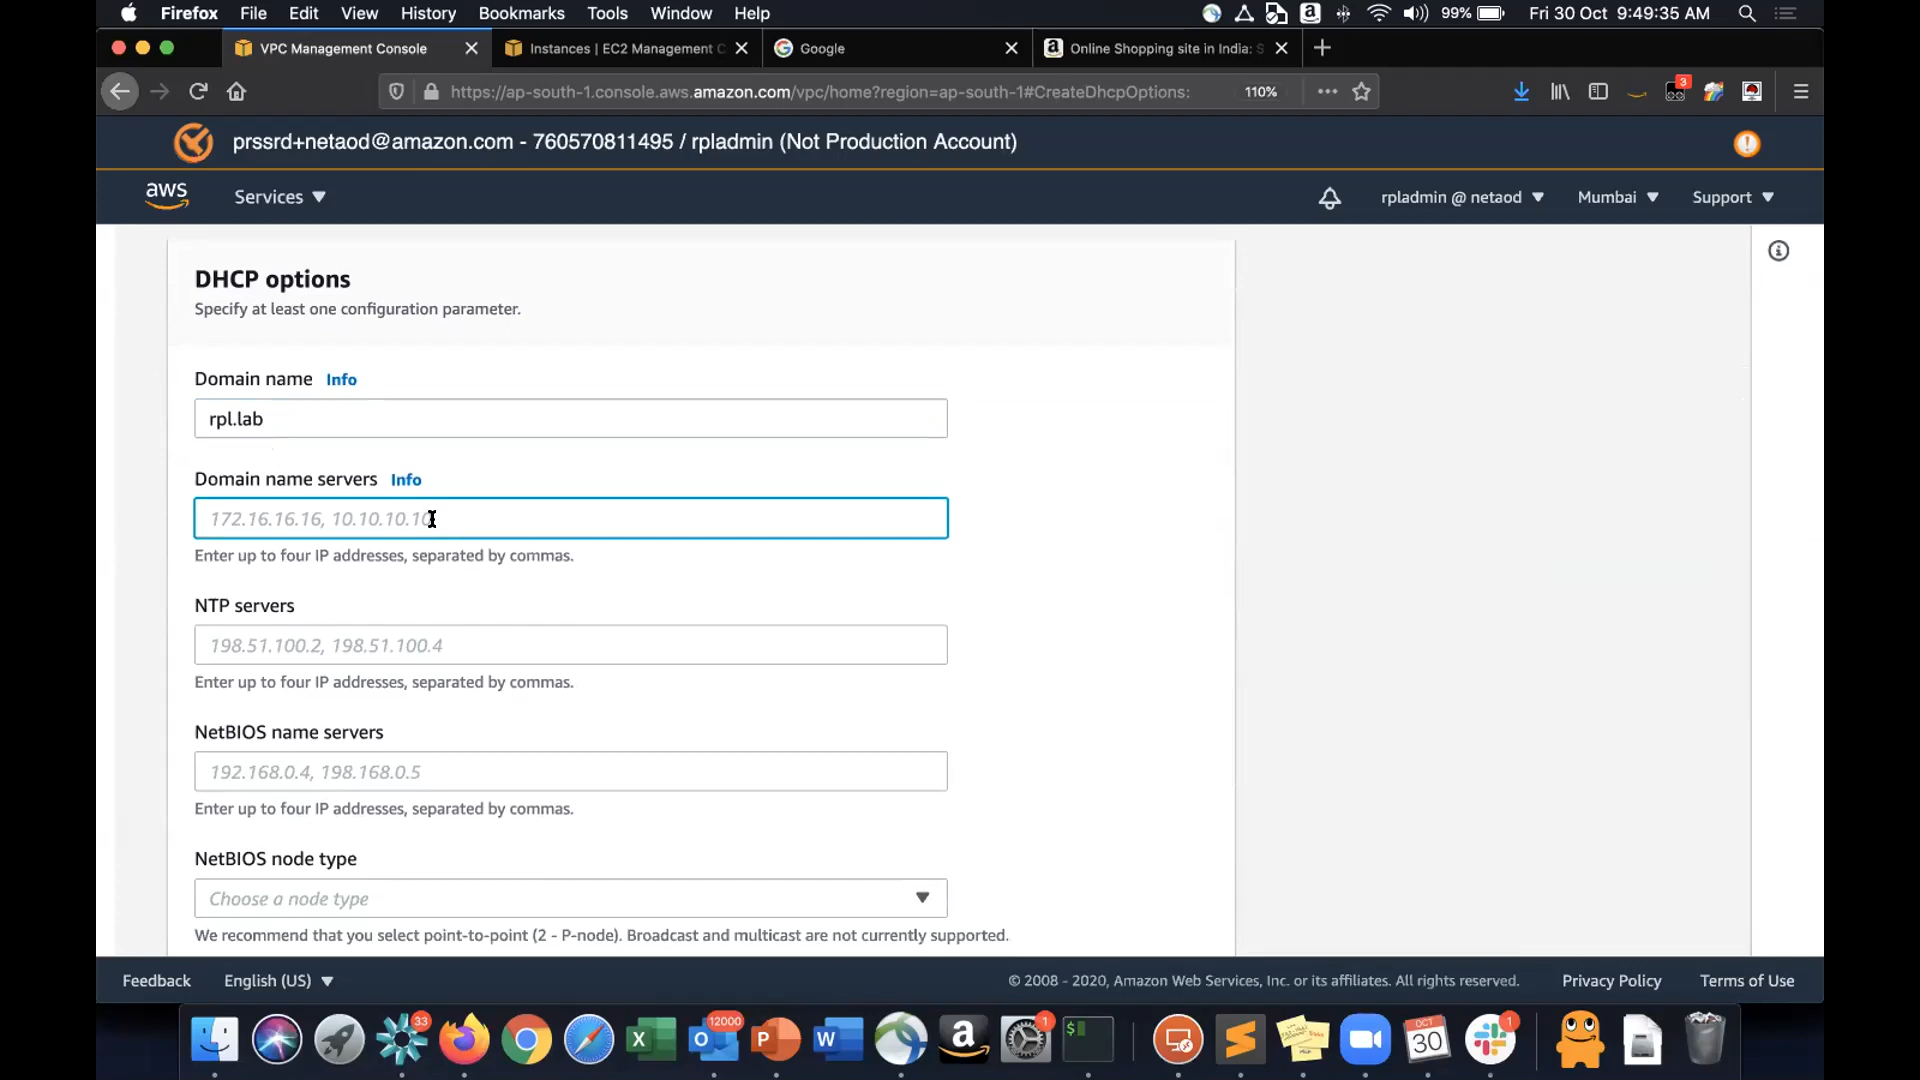 Firefox File Edit View History Bookmarks Tools Window Help 99% Fri 30 Oct 9:49:35 AM
VPC Management Console Instances | EC2 Management C Google Online Shopping site in India: S
https://ap-south-1.console.aws.amazon.com/vpc/home?region=ap-south-1#CreateDhcpOptions: 110% 3
prssrd+netaod@amazon.com - 760570811495 / rpladmin (Not Production Account)
aws Services rpladmin @ netaod Mumbai Support
DHCP options
Specify at least one configuration parameter.
Domain name Info
rpl.lab
Domain name servers Info
172.16.16.16, 10.10.10.10
Enter up to four IP addresses, separated by commas.
NTP servers
198.51.100.2, 198.51.100.4
Enter up to four IP addresses, separated by commas.
NetBIOS name servers
192.168.0.4, 198.168.0.5
Enter up to four IP addresses, separated by commas.
NetBIOS node type
Choose a node type
We recommend that you select point-to-point (2 - P-node). Broadcast and multicast are not currently supported.
Feedback English (US) © 2008 - 2020, Amazon Web Services, Inc. or its affiliates. All rights reserved. Privacy Policy Terms of Use
33 12000 1 OCT 30 1